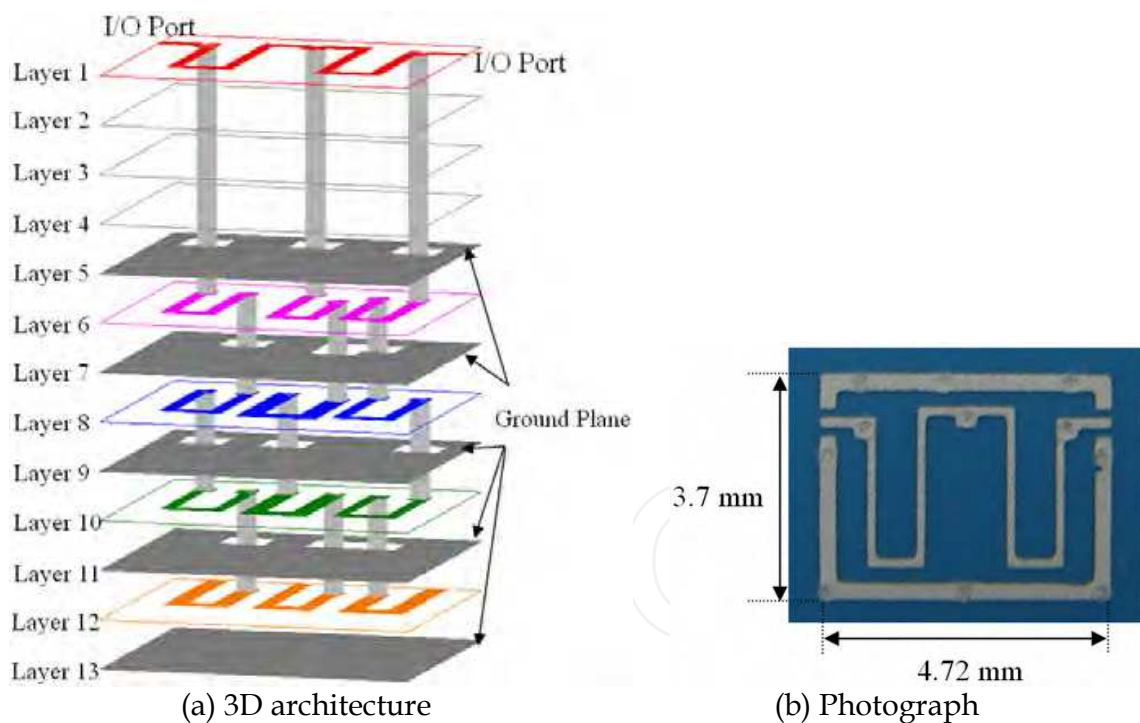 I/O Port
I/O Port
Layer 1
Layer 2
Layer 3
Layer 4
Layer 5
Layer 6
Layer 7
Layer 8
Ground Plane
Layer 9
Layer 10
Layer 11
Layer 12
Layer 13
3.7 mm
4.72 mm
(a) 3D architecture
(b) Photograph